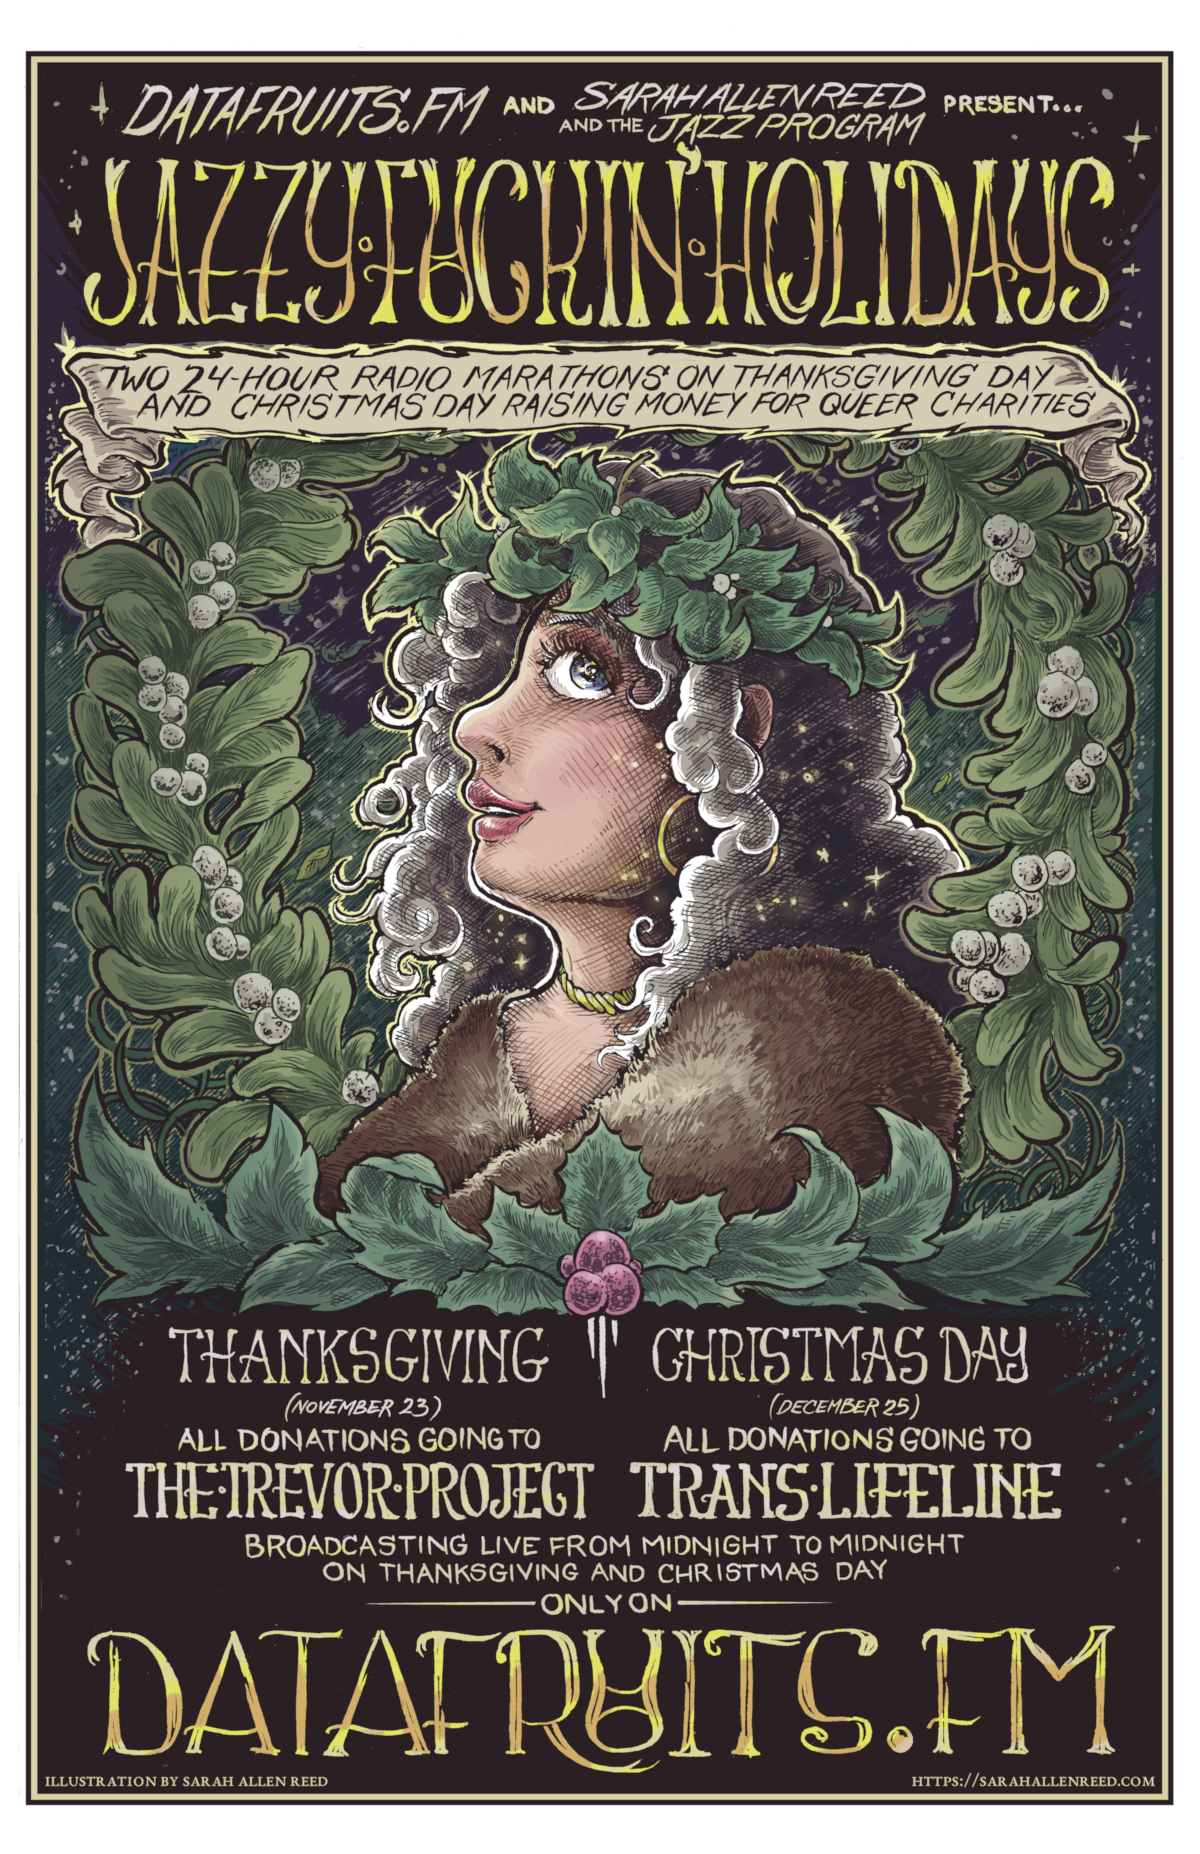 DATAFRUITS.FM AND SARAH ALLEN REED AND THE JAZZ PROGRAM PRESENT...
JAZZY•FUCKIN'•HOLIDAYS
TWO 24-HOUR RADIO MARATHONS ON THANKSGIVING DAY
AND CHRISTMAS DAY RAISING MONEY FOR QUEER CHARITIES
THANKSGIVING
(NOVEMBER 23)
ALL DONATIONS GOING TO
THE•TREVOR•PROJECT
CHRISTMAS DAY
(DECEMBER 25)
ALL DONATIONS GOING TO
TRANS•LIFELINE
BROADCASTING LIVE FROM MIDNIGHT TO MIDNIGHT
ON THANKSGIVING AND CHRISTMAS DAY
ONLY ON
DATAFRUITS.FM
ILLUSTRATION BY SARAH ALLEN REED
HTTPS://SARAHALLENREED.COM